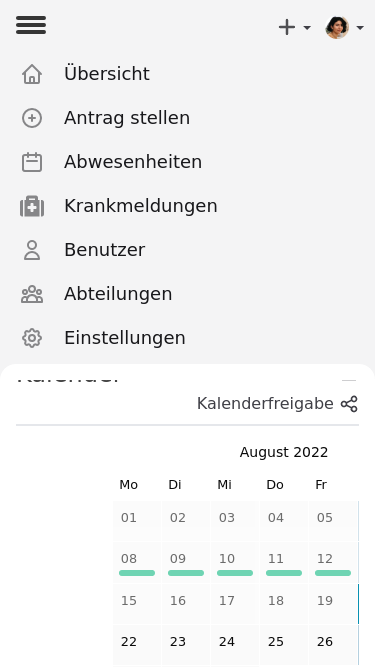 Übersicht
Antrag stellen
Abwesenheiten
Krankmeldungen
Benutzer
Abteilungen
Einstellungen
Kalender
Kalenderfreigabe
August 2022
Mo Di Mi Do Fr
01 02 03 04 05
08 09 10 11 12
15 16 17 18 19
22 23 24 25 26